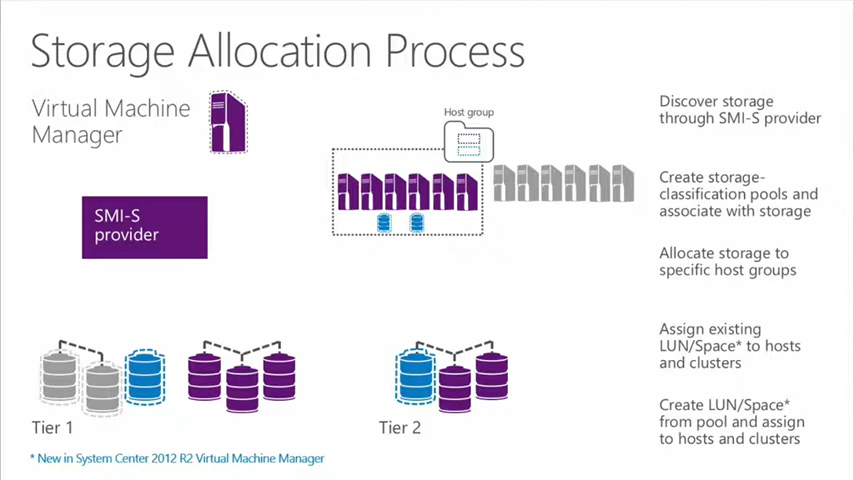 Storage Allocation Process
Virtual Machine
Manager
Host group
SMI-S
provider
Tier 1
Tier 2
Discover storage
through SMI-S provider
Create storage-
classification pools and
associate with storage
Allocate storage to
specific host groups
Assign existing
LUN/Space* to hosts
and clusters
Create LUN/Space*
from pool and assign
to hosts and clusters
* New in System Center 2012 R2 Virtual Machine Manager